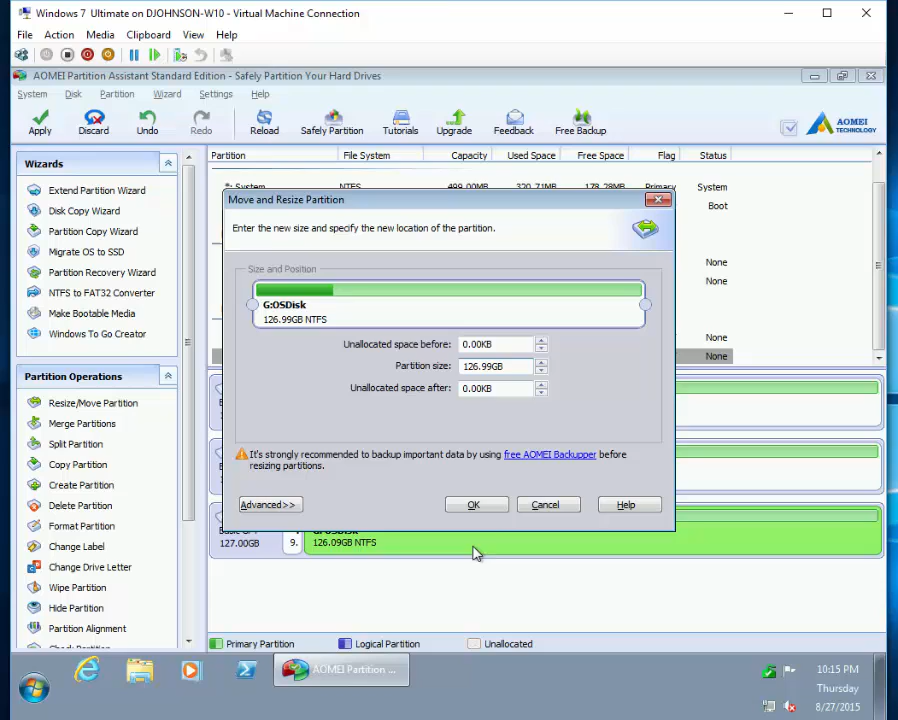 Windows 7 Ultimate on DJOHNSON-W10 - Virtual Machine Connection
File Action Media Clipboard View Help
AOMEI Partition Assistant Standard Edition - Safely Partition Your Hard Drives
System Disk Partition Wizard Settings Help
Apply Discard Undo Redo Reload Safely Partition Tutorials Upgrade Feedback Free Backup
AOMEI
TECHNOLOGY
Wizards
Extend Partition Wizard
Disk Copy Wizard
Partition Copy Wizard
Migrate OS to SSD
Partition Recovery Wizard
NTFS to FAT32 Converter
Make Bootable Media
Windows To Go Creator
Partition Operations
Resize/Move Partition
Merge Partitions
Split Partition
Copy Partition
Create Partition
Delete Partition
Format Partition
Change Label
Change Drive Letter
Wipe Partition
Hide Partition
Partition Alignment
Partition File System Capacity Used Space Free Space Flag Status
*: System NTFS 499.00MB 320.71MB 178.28MB Primary System
Boot
None
None
None
None
Move and Resize Partition
Enter the new size and specify the new location of the partition.
Size and Position
G:OSDisk
126.99GB NTFS
Unallocated space before: 0.00KB
Partition size: 126.99GB
Unallocated space after: 0.00KB
It's strongly recommended to backup important data by using free AOMEI Backupper before
resizing partitions.
Advanced>> OK Cancel Help
127.00GB 9. 126.09GB NTFS
Primary Partition Logical Partition Unallocated
AOMEI Partition ...
10:15 PM
Thursday
8/27/2015